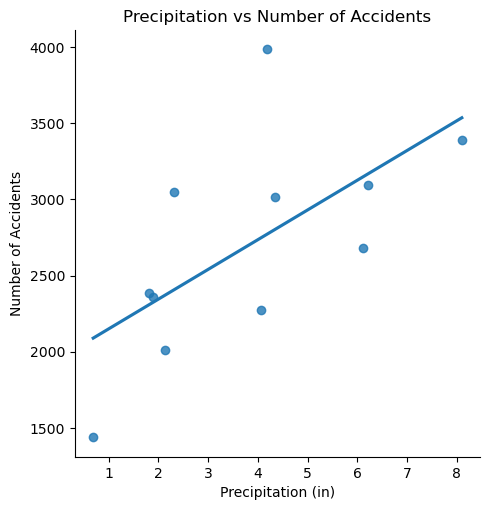 Precipitation vs Number of Accidents
4000
3500
3000
2500
2000
1500
Number of Accidents
1 2 3 4 5 6 7 8
Precipitation (in)